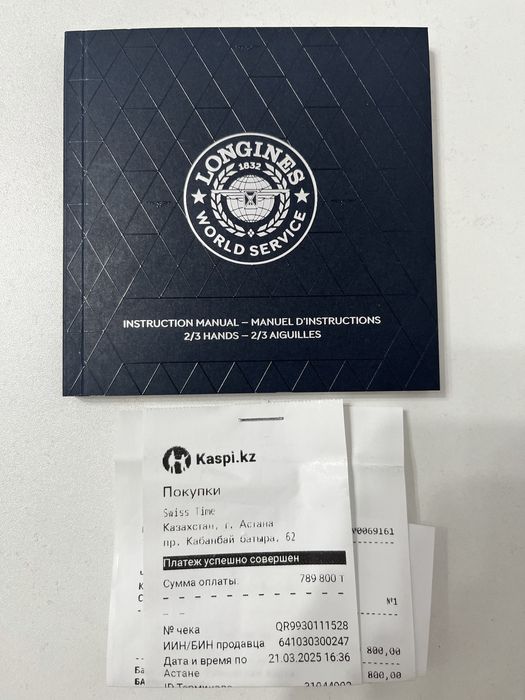 LONGINES
1832
WORLD SERVICE
INSTRUCTION MANUAL – MANUEL D'INSTRUCTIONS
2/3 HANDS – 2/3 AIGUILLES
Kaspi.kz
Покупки
Swiss Time
Казахстан, г. Астана
пр. Кабанбай батыра, 62
Платеж успешно совершен
Сумма оплаты: 789 800 т
№ чека QR9930111528
ИИН/БИН продавца 641030300247
Дата и время по 21.03.2025 16:36
Астане
0069161
№1
800,00
800,00